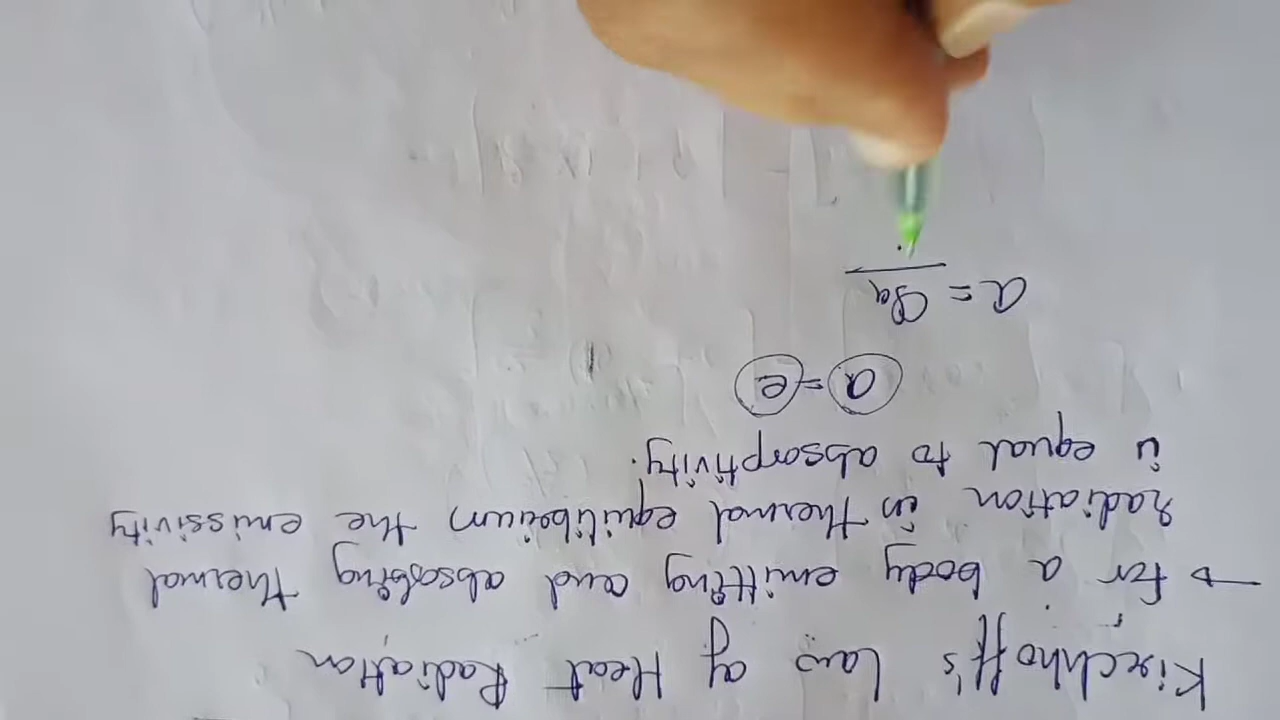 Kirchhoff's Law of Heat Radiation
→ for a body emitting and absorbing thermal
radiation in thermal equilibrium the emissivity
is equal to absorptivity.
a = e
a = Qa